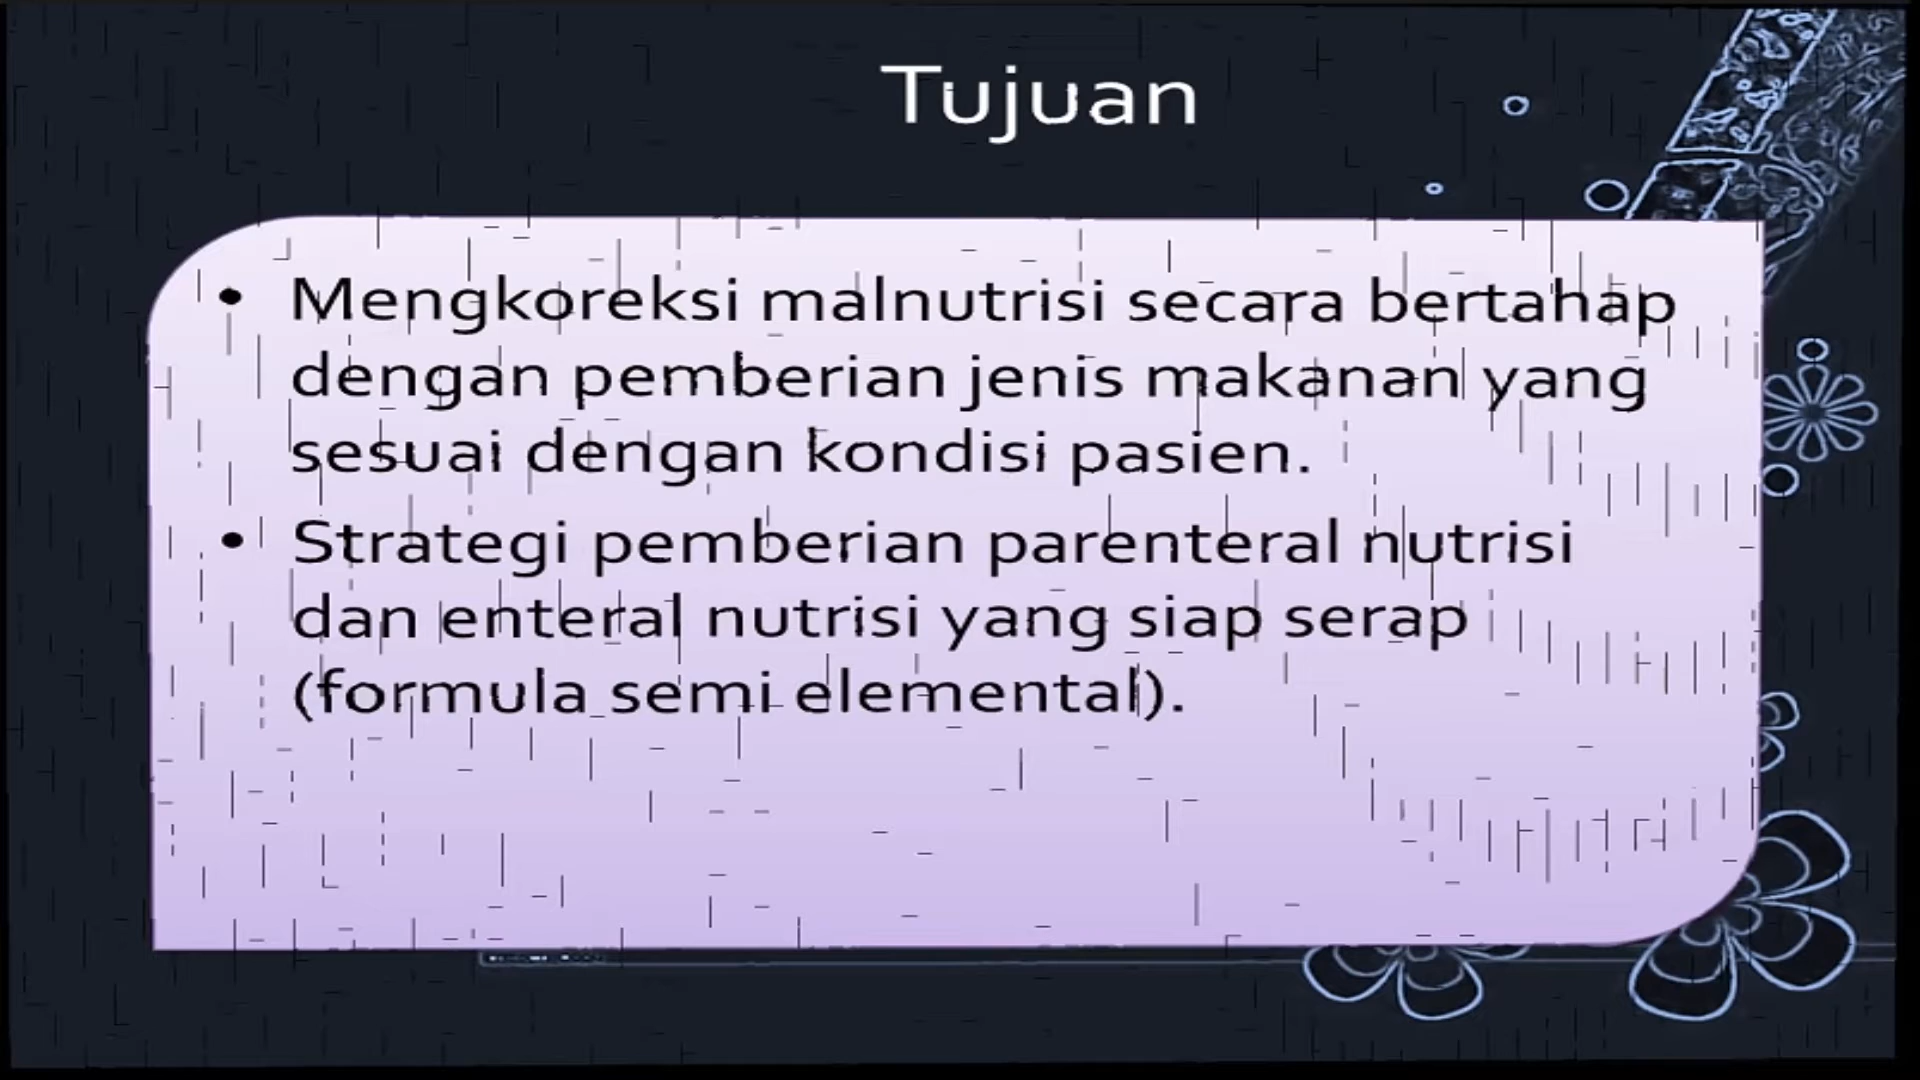 Tujuan
• Mengkoreksi malnutrisi secara bertahap
dengan pemberian jenis makanan yang
sesuai dengan kondisi pasien.
• Strategi pemberian parenteral nutrisi
dan enteral nutrisi yang siap serap
(formula semi elemental).